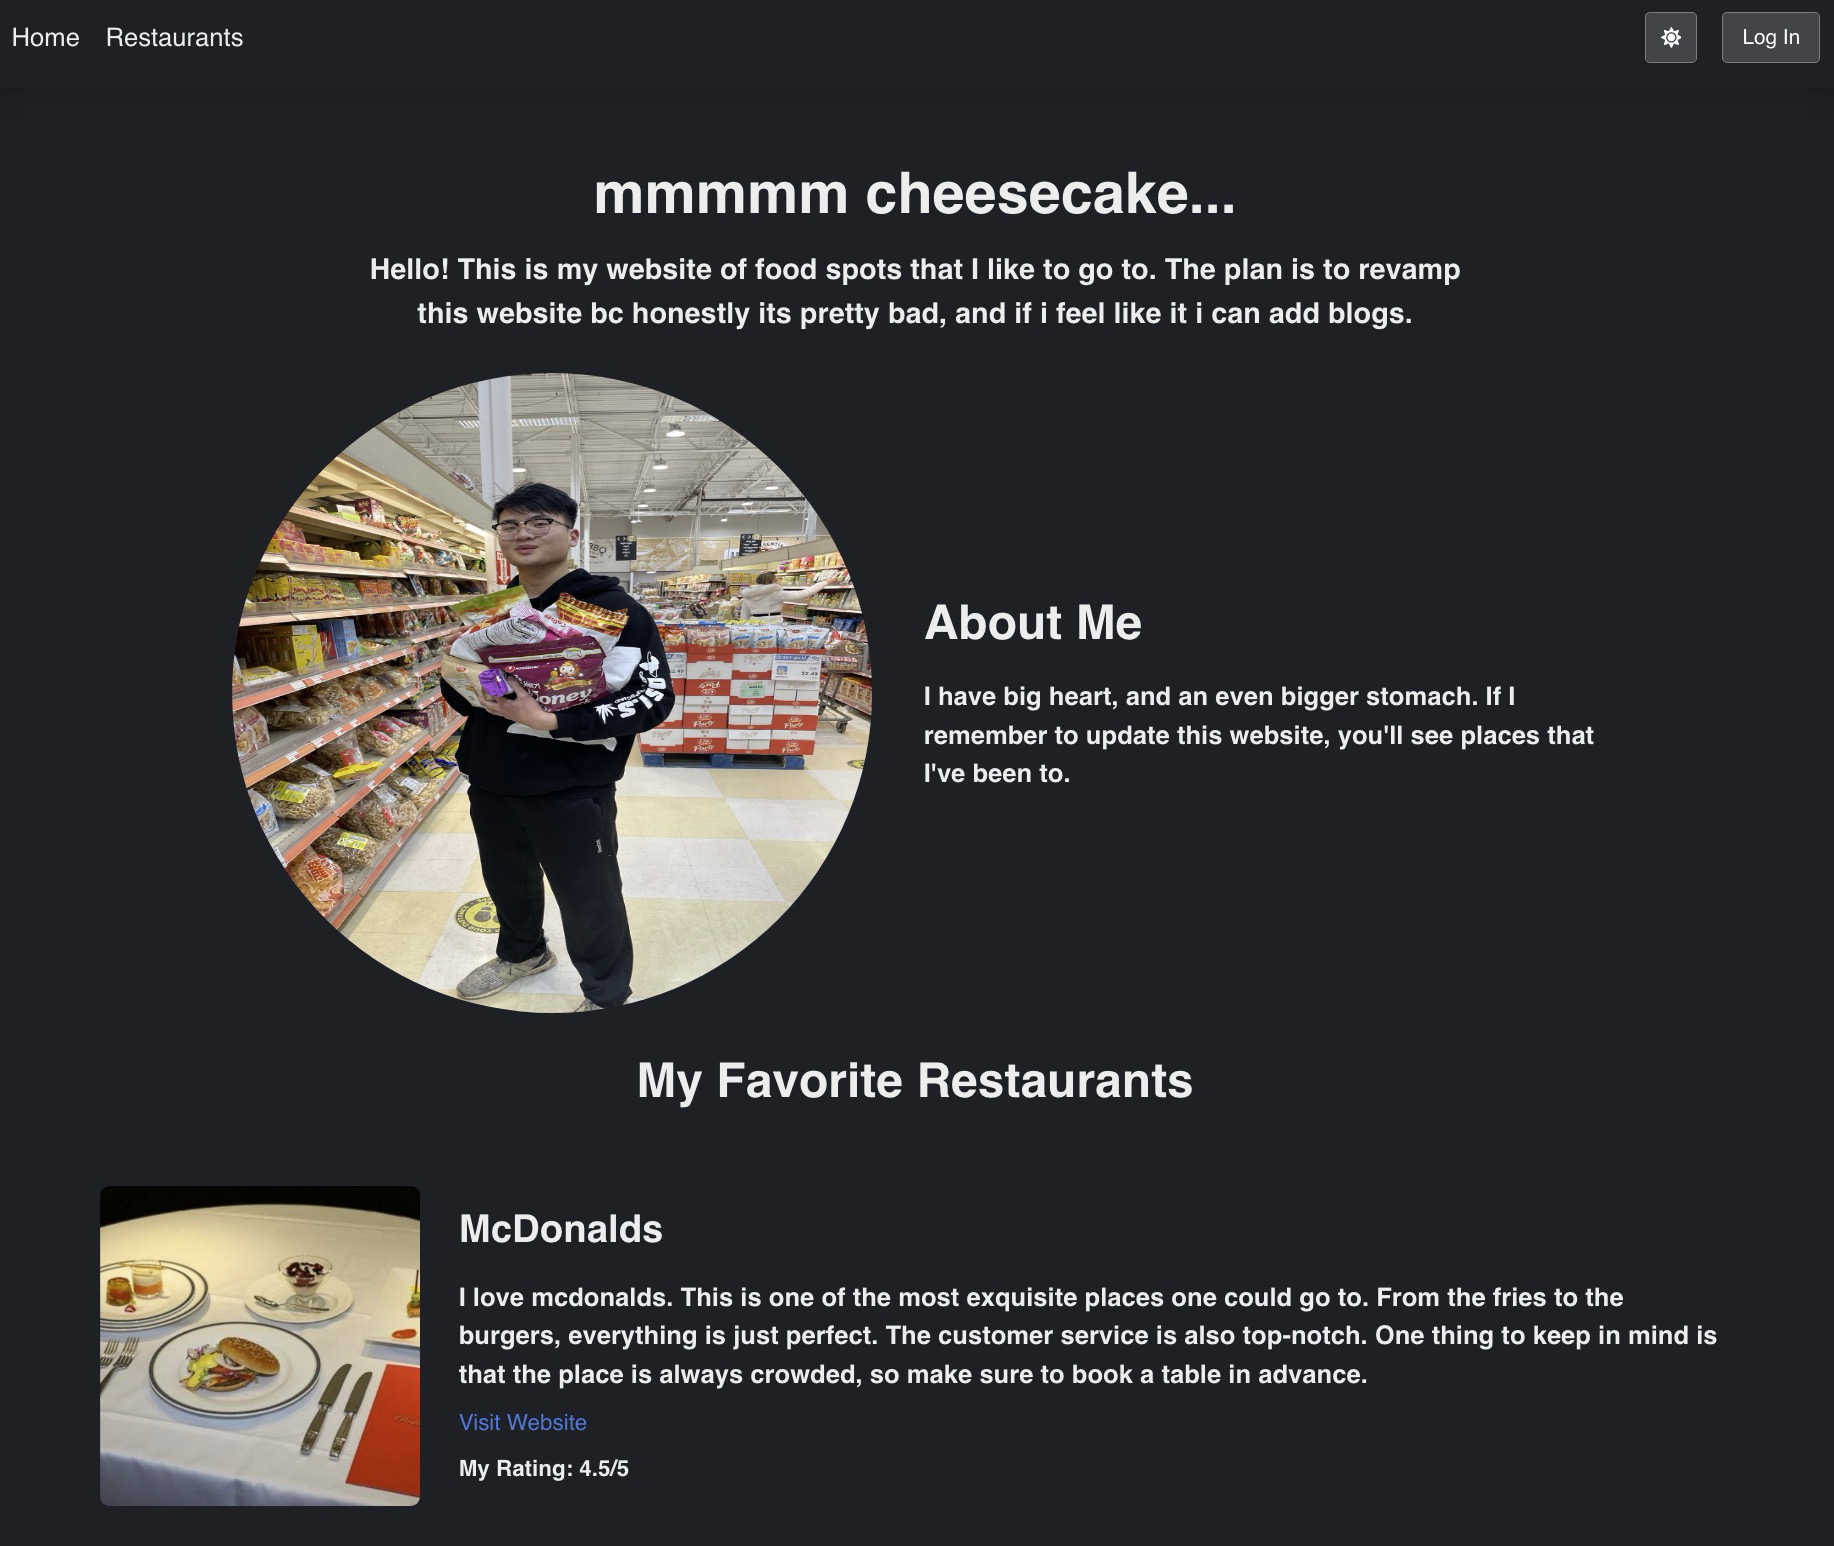 Home Restaurants
Log In
mmmmm cheesecake...
Hello! This is my website of food spots that I like to go to. The plan is to revamp
this website bc honestly its pretty bad, and if i feel like it i can add blogs.
BBQ
oney
$2.49
About Me
I have big heart, and an even bigger stomach. If I
remember to update this website, you'll see places that
I've been to.
My Favorite Restaurants
McDonalds
I love mcdonalds. This is one of the most exquisite places one could go to. From the fries to the
burgers, everything is just perfect. The customer service is also top-notch. One thing to keep in mind is
that the place is always crowded, so make sure to book a table in advance.
Visit Website
My Rating: 4.5/5